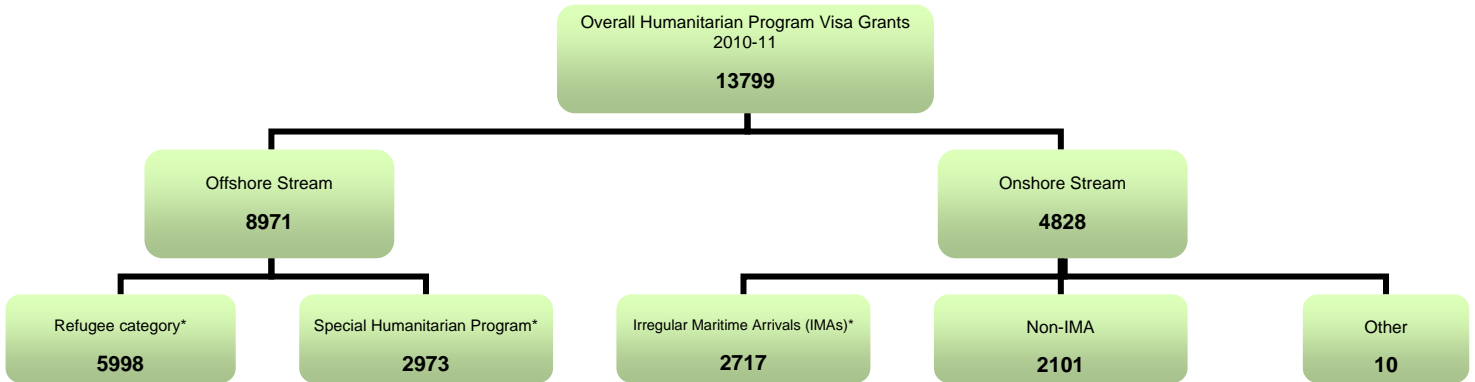 Overall Humanitarian Program Visa Grants
2010-11
13799
Offshore Stream
8971
Onshore Stream
4828
Refugee category*
5998
Special Humanitarian Program*
2973
Irregular Maritime Arrivals (IMAs)*
2717
Non-IMA
2101
Other
10